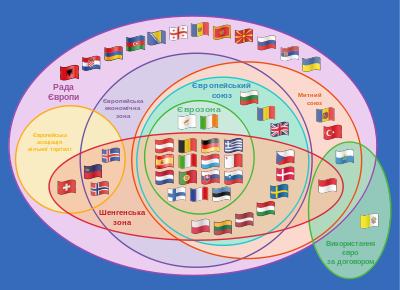 Рада
Європи
Європейська
економічна
зона
Європейський
союз
Митний
союз
Єврозона
Європейська
асоціація
вільної торгівлі
Шенгенська
зона
Використання
євро
за договором